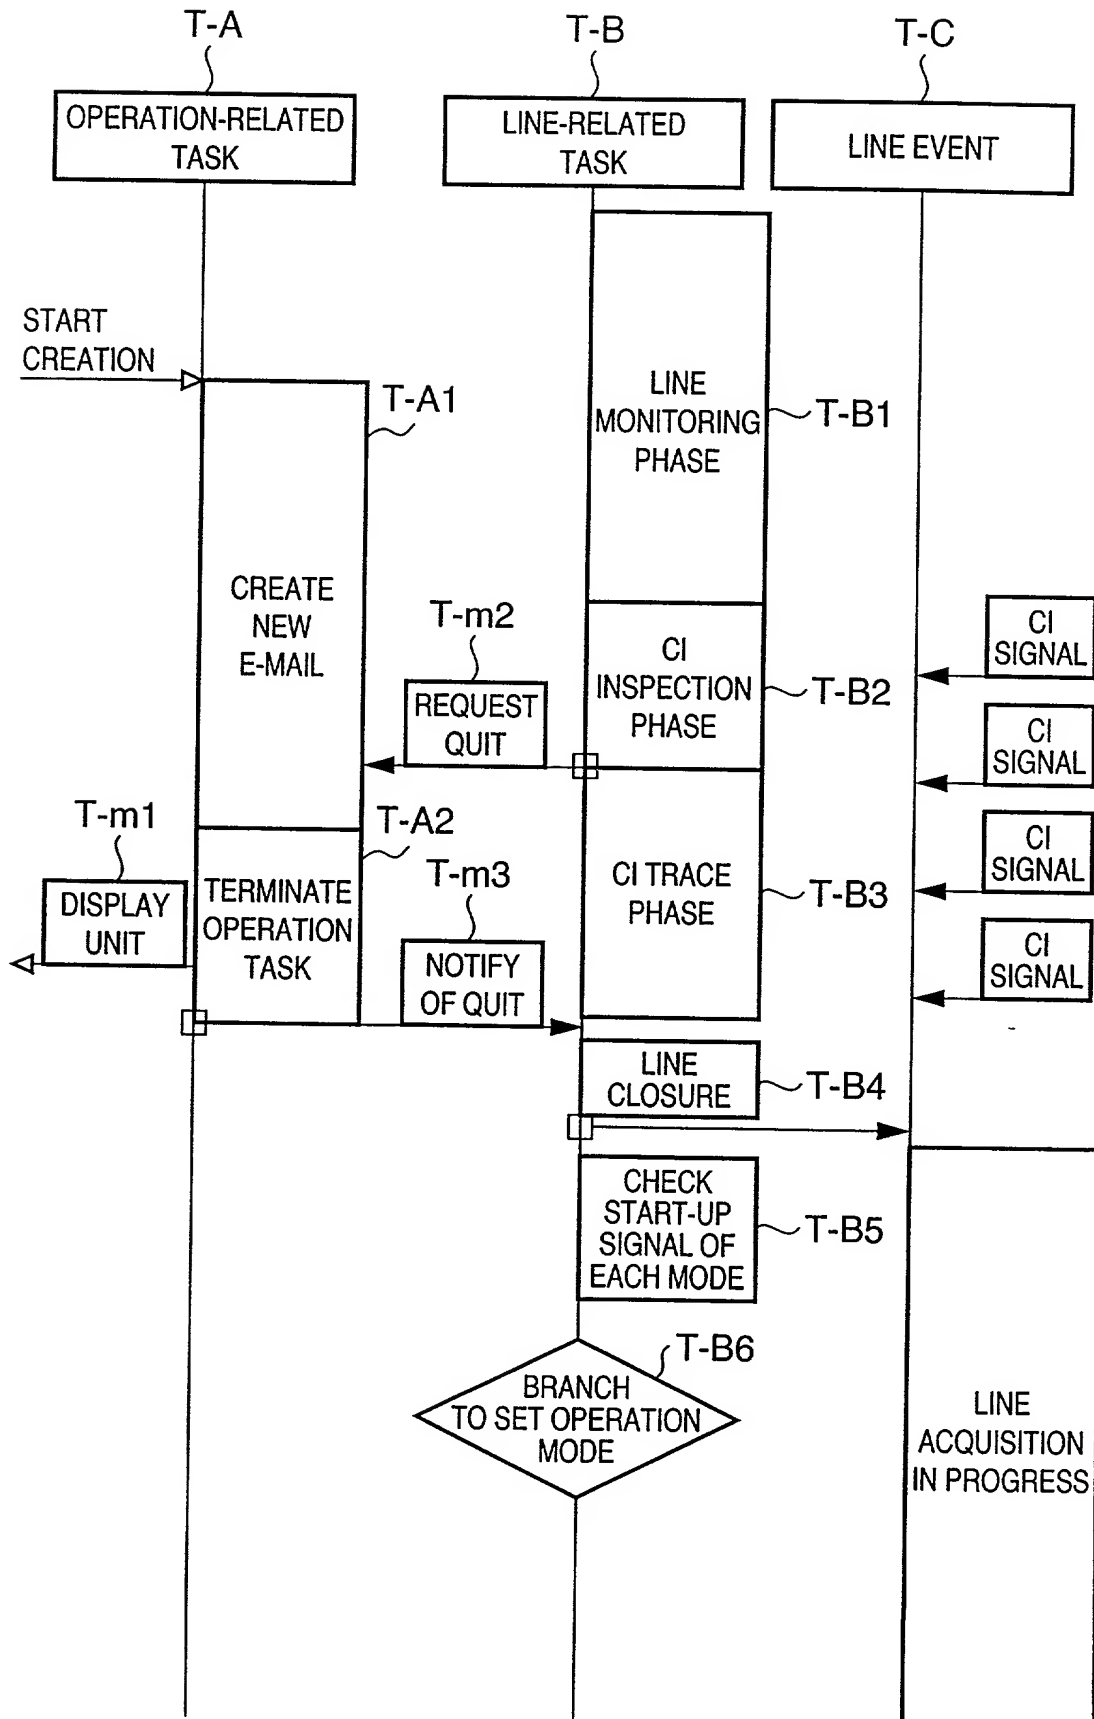 T-A
T-B
T-C
OPERATION-RELATED
TASK
LINE-RELATED
TASK
LINE EVENT
START
CREATION
T-A1
LINE
MONITORING
PHASE
T-B1
CREATE
NEW
E-MAIL
T-m2
REQUEST
QUIT
CI
INSPECTION
PHASE
T-B2
CI
SIGNAL
CI
SIGNAL
T-m1
DISPLAY
UNIT
T-A2
TERMINATE
OPERATION
TASK
T-m3
NOTIFY
OF QUIT
CI TRACE
PHASE
T-B3
CI
SIGNAL
CI
SIGNAL
LINE
CLOSURE
T-B4
CHECK
START-UP
SIGNAL OF
EACH MODE
T-B5
T-B6
BRANCH
TO SET OPERATION
MODE
LINE
ACQUISITION
IN PROGRESS